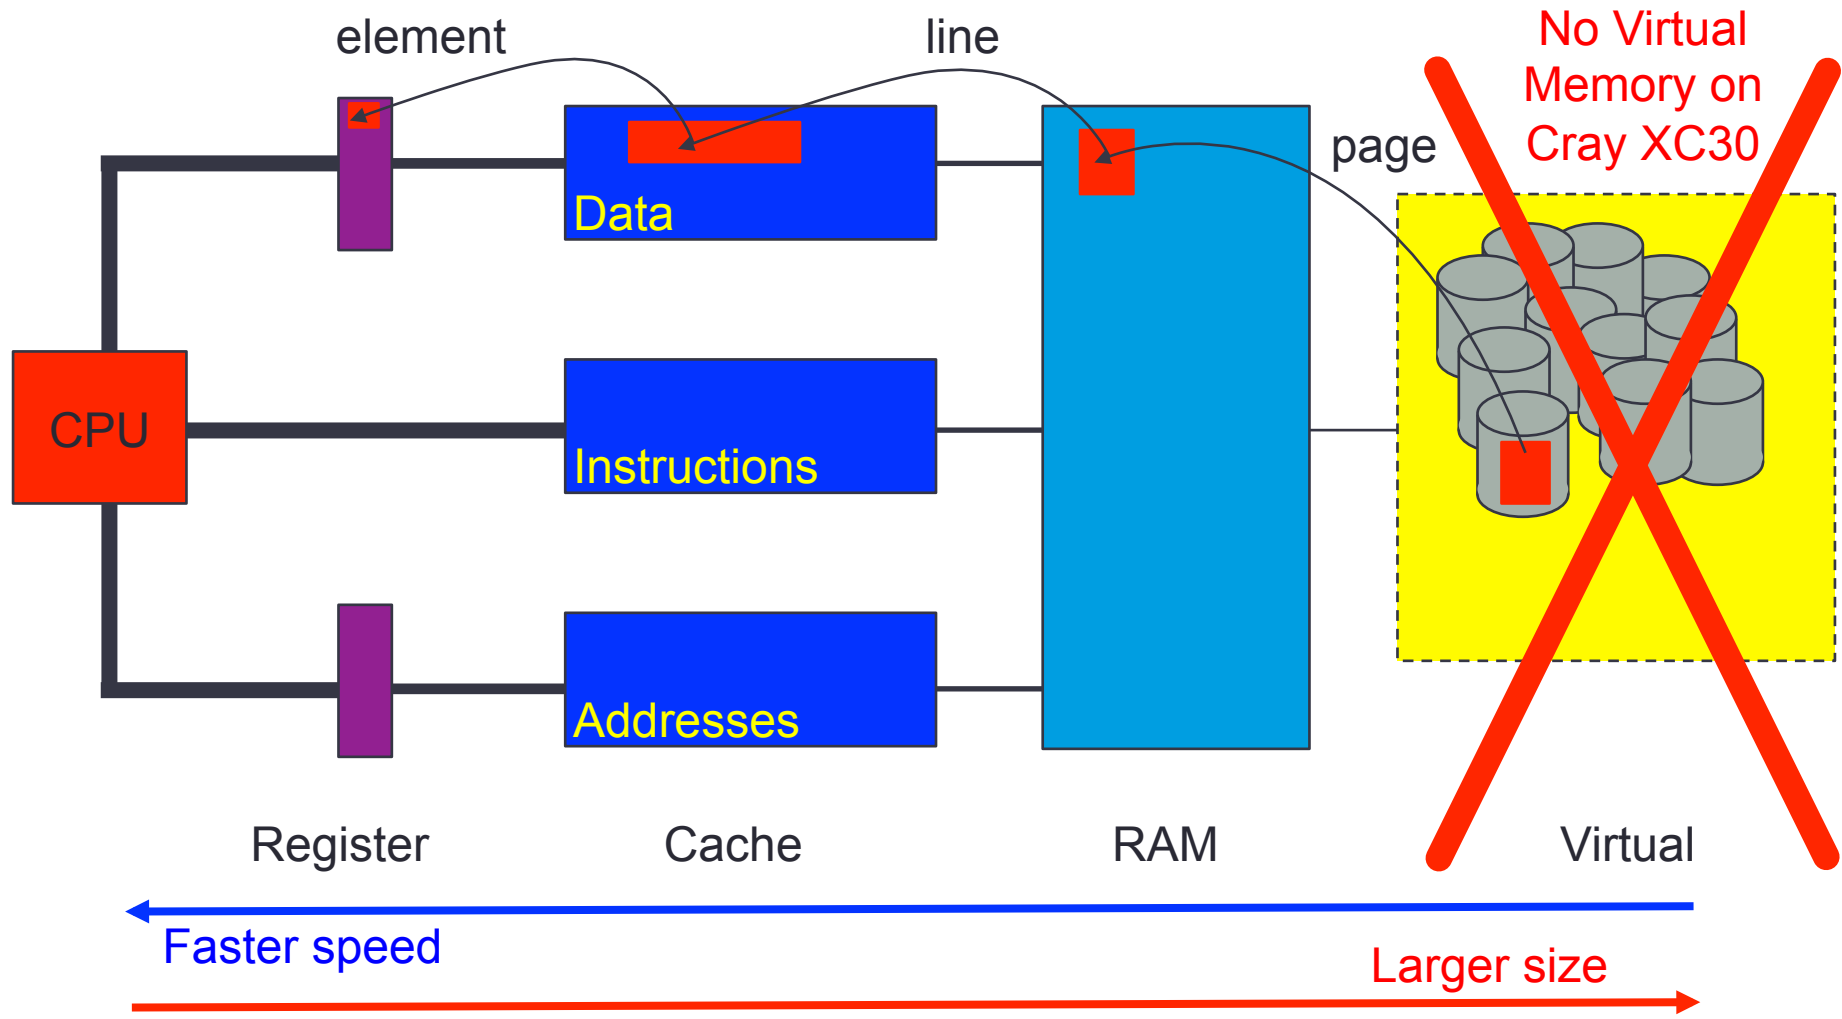 element
line
No Virtual
Memory on
Cray XC30
page
Data
CPU
Instructions
Addresses
Register
Cache
RAM
Virtual
Faster speed
Larger size